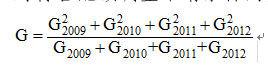 G = (G²₂₀₀₉ + G²₂₀₁₀ + G²₂₀₁₁ + G²₂₀₁₂) / (G₂₀₀₉ + G₂₀₁₀ + G₂₀₁₁ + G₂₀₁₂) ↵